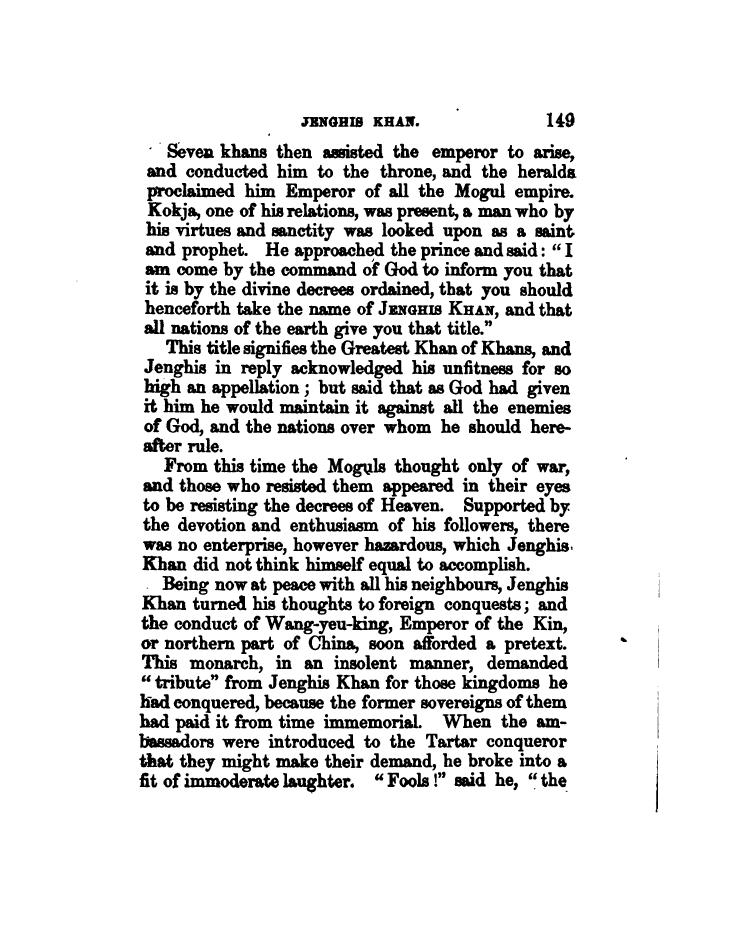 JENGHIS KHAN. 149
Seven khans then assisted the emperor to arise,
and conducted him to the throne, and the heralds
proclaimed him Emperor of all the Mogul empire.
Kokja, one of his relations, was present, a man who by
his virtues and sanctity was looked upon as a saint
and prophet. He approached the prince and said: "I
am come by the command of God to inform you that
it is by the divine decrees ordained, that you should
henceforth take the name of JENGHIS KHAN, and that
all nations of the earth give you that title."
This title signifies the Greatest Khan of Khans, and
Jenghis in reply acknowledged his unfitness for so
high an appellation; but said that as God had given
it him he would maintain it against all the enemies
of God, and the nations over whom he should here-
after rule.
From this time the Moguls thought only of war,
and those who resisted them appeared in their eyes
to be resisting the decrees of Heaven. Supported by
the devotion and enthusiasm of his followers, there
was no enterprise, however hazardous, which Jenghis
Khan did not think himself equal to accomplish.
Being now at peace with all his neighbours, Jenghis
Khan turned his thoughts to foreign conquests; and
the conduct of Wang-yeu-king, Emperor of the Kin,
or northern part of China, soon afforded a pretext.
This monarch, in an insolent manner, demanded
"tribute" from Jenghis Khan for those kingdoms he
had conquered, because the former sovereigns of them
had paid it from time immemorial. When the am-
bassadors were introduced to the Tartar conqueror
that they might make their demand, he broke into a
fit of immoderate laughter. "Fools!" said he, "the